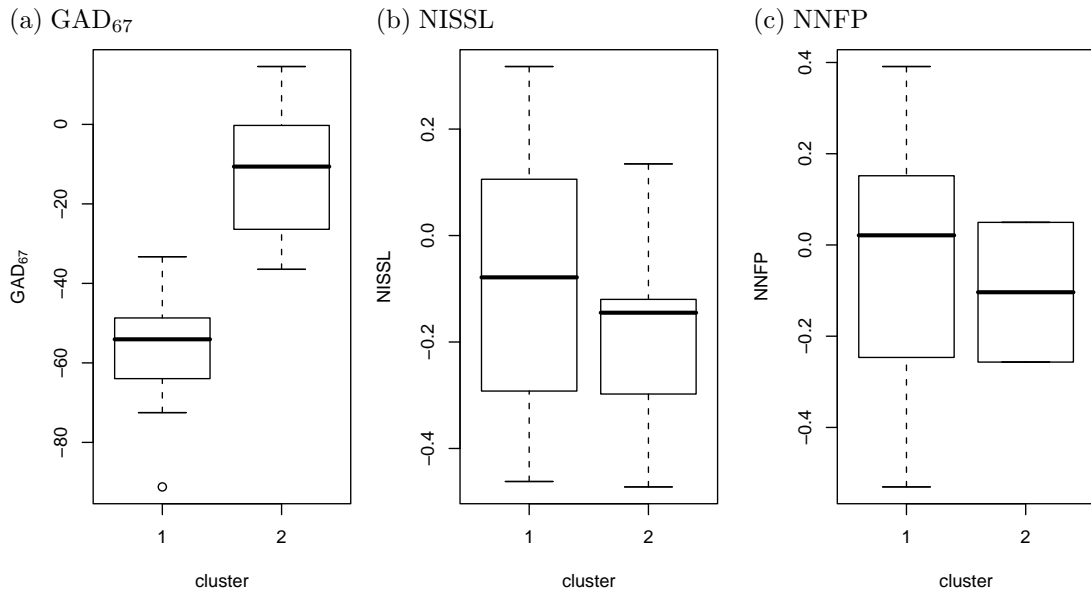 (a) GAD₆₇
GAD₆₇
0
−20
−40
−60
−80
1 2
cluster
(b) NISSL
NISSL
0.2
0.0
−0.2
−0.4
1 2
cluster
(c) NNFP
NNFP
0.4
0.2
0.0
−0.2
−0.4
1 2
cluster